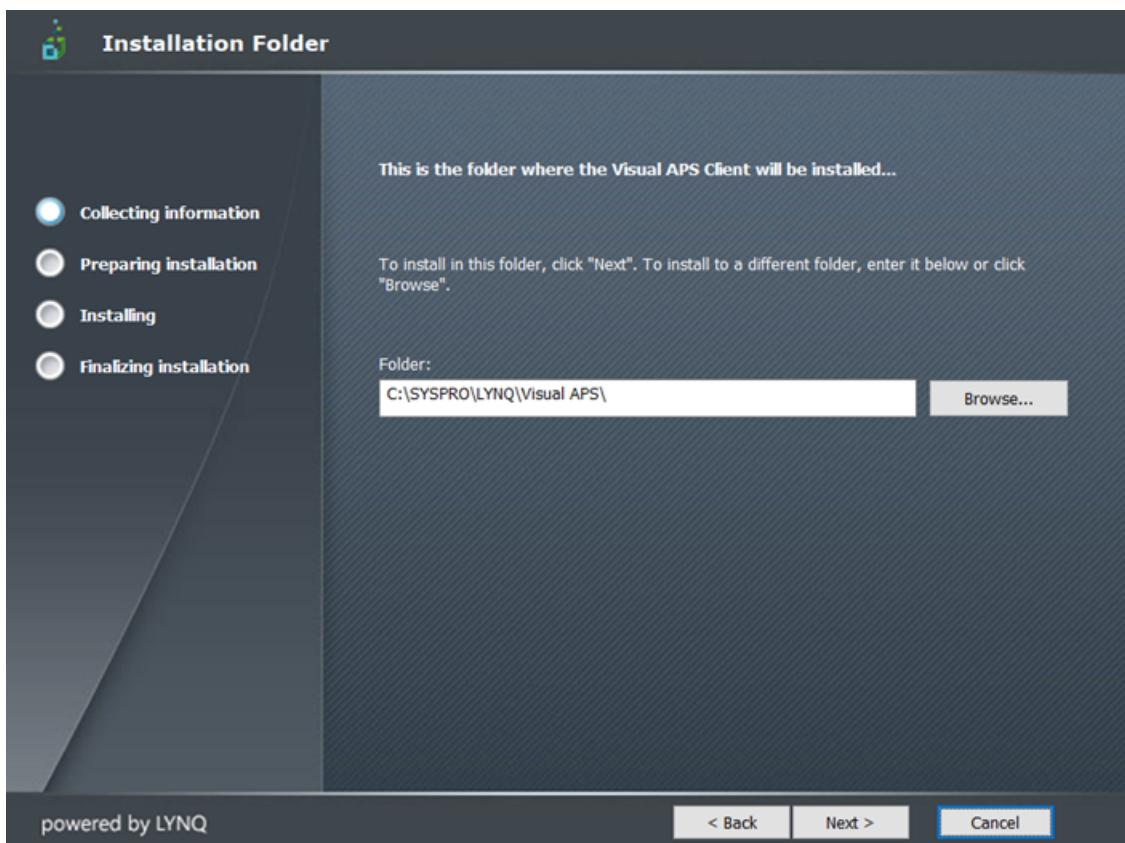 Installation Folder
This is the folder where the Visual APS Client will be installed...
Collecting information
Preparing installation
Installing
Finalizing installation
To install in this folder, click "Next". To install to a different folder, enter it below or click
"Browse".
Folder:
C:\SYSPRO\LYNQ\Visual APS\
Browse...
powered by LYNQ
< Back
Next >
Cancel